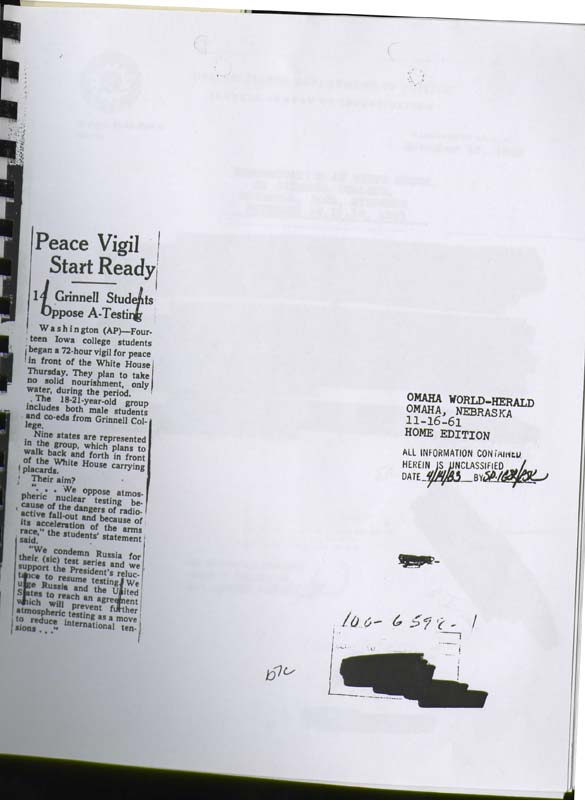 Peace Vigil
Start Ready
14 Grinnell Students
Oppose A-Testing
Washington (AP)—Four-
teen Iowa college students
began a 72-hour vigil for peace
in front of the White House
Thursday. They plan to take
no solid nourishment, only
water, during the period.
The 18-21-year-old group
includes both male students
and co-eds from Grinnell Col-
lege.
Nine states are represented
in the group, which plans to
walk back and forth in front
of the White House carrying
placards.
Their aim?
". . . We oppose atmos-
pheric nuclear testing be-
cause of the dangers of radio-
active fall-out and because of
its acceleration of the arms
race," the students' statement
said.
"We condemn Russia for
their (sic) test series and we
support the President's reluc-
tance to resume testing. We
urge Russia and the United
States to reach an agreement
which will prevent further
atmospheric testing as a move
to reduce international ten-
sions . . ."
OMAHA WORLD-HERALD
OMAHA, NEBRASKA
11-16-61
HOME EDITION
ALL INFORMATION CONTAINED
HEREIN IS UNCLASSIFIED
DATE 4/14/83 BY
100-6592-1
b7c